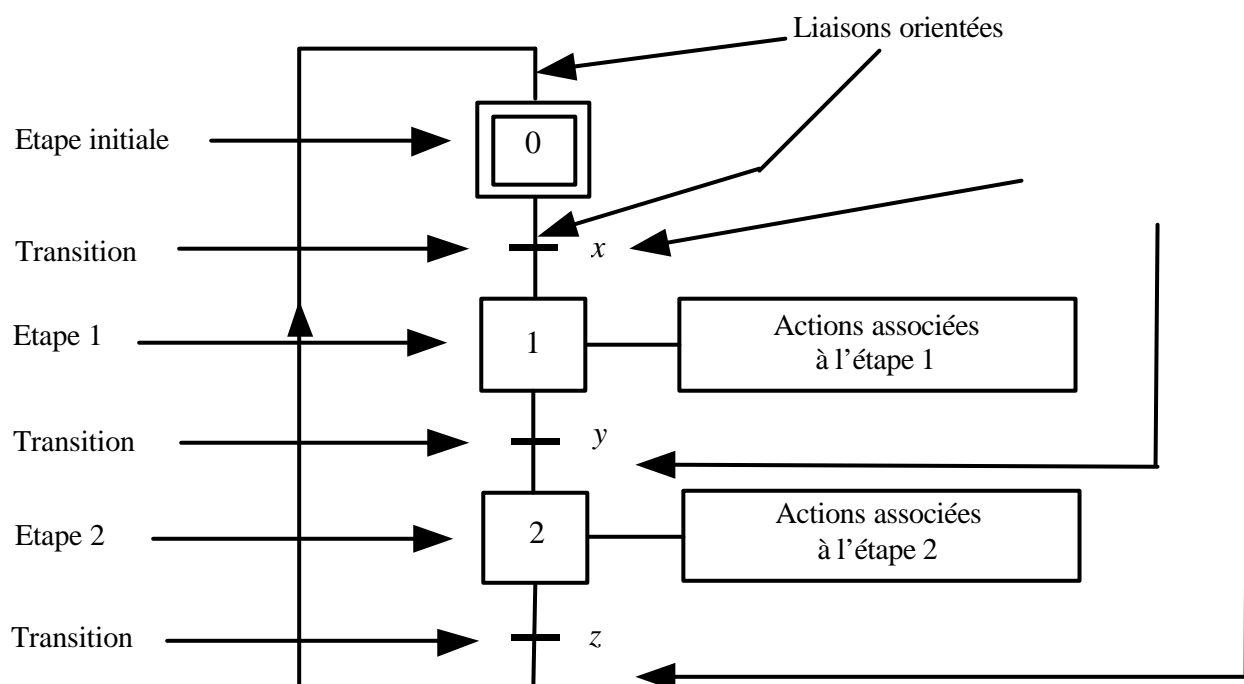 Liaisons orientées
Etape initiale
0
Transition
x
Etape 1
1
Actions associées
à l’étape 1
Transition
y
Etape 2
2
Actions associées
à l’étape 2
Transition
z